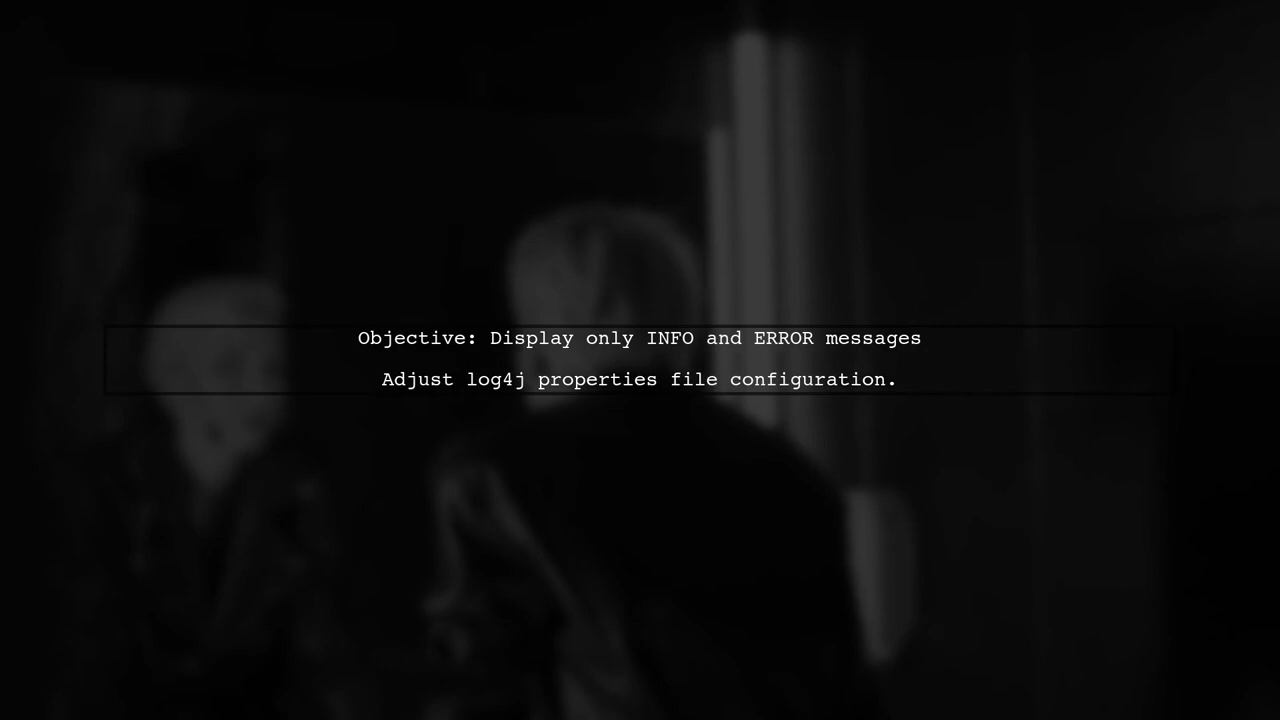 Objective: Display only INFO and ERROR messages
Adjust log4j properties file configuration.